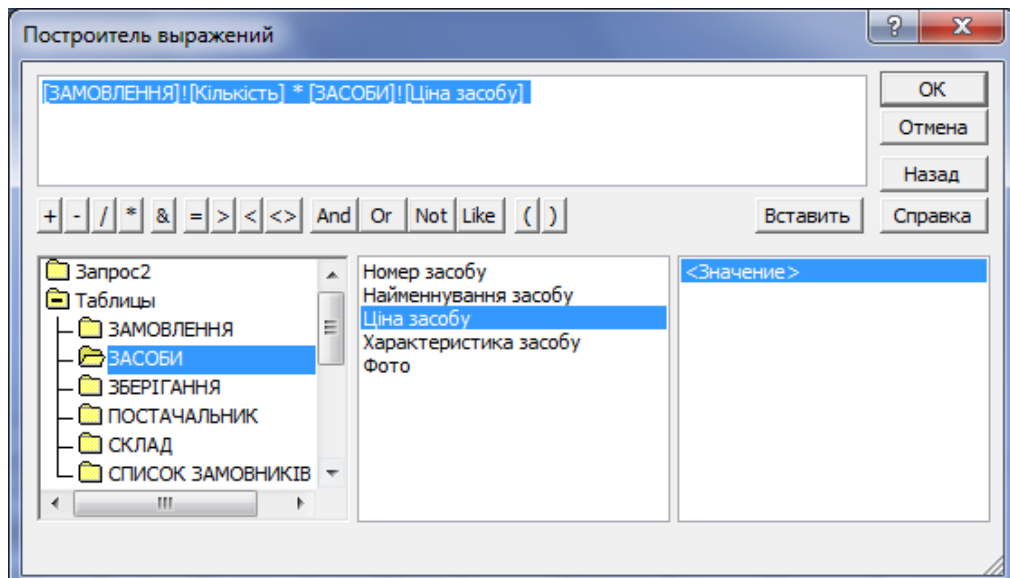 Построитель выражений
[ЗАМОВЛЕННЯ]![Кількість] * [ЗАСОБИ]![Ціна засобу]
ОК
Отмена
Назад
+ - / * & = > < <> And Or Not Like ( ) Вставить Справка
Запрос2
Таблицы
ЗАМОВЛЕННЯ
ЗАСОБИ
ЗБЕРІГАННЯ
ПОСТАЧАЛЬНИК
СКЛАД
СПИСОК ЗАМОВНИКІВ
Номер засобу
Найменнування засобу
Ціна засобу
Характеристика засобу
Фото
<Значение>